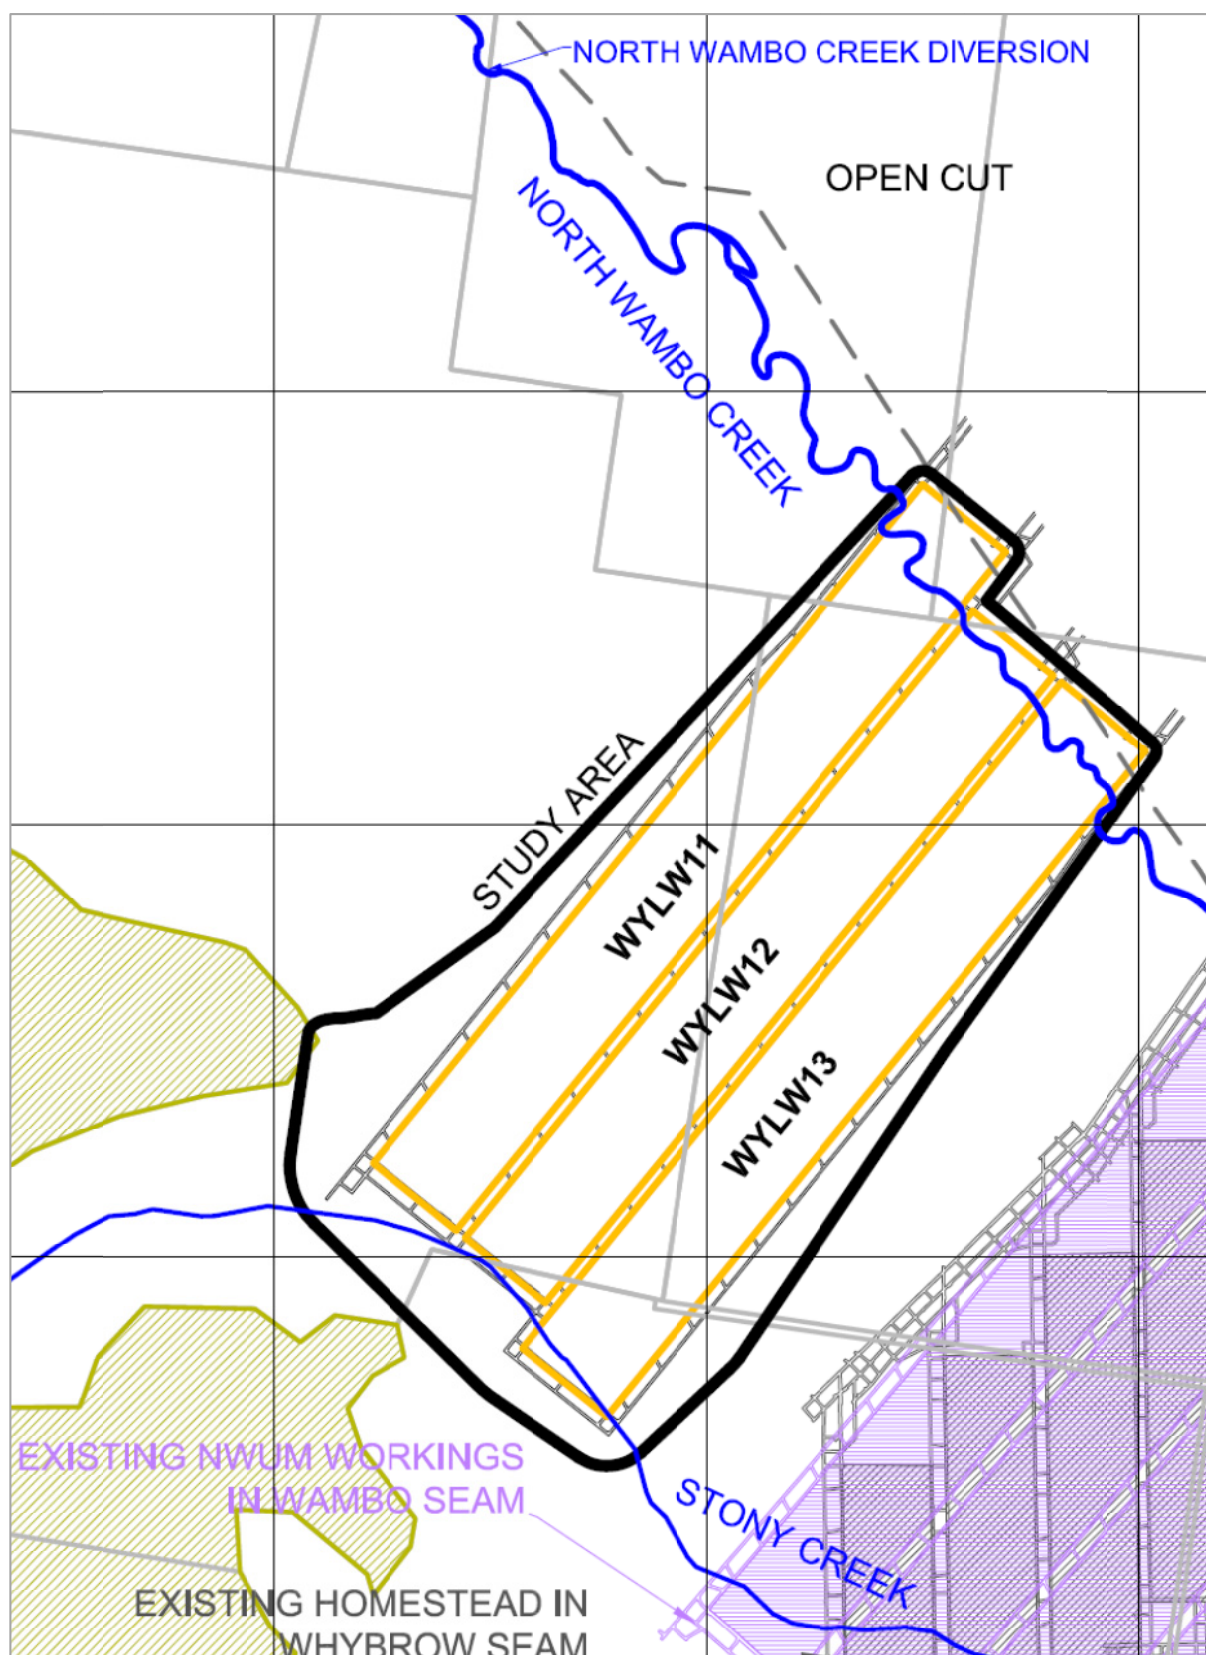 NORTH WAMBO CREEK DIVERSION
OPEN CUT
NORTH WAMBO CREEK
STUDY AREA
WYLW11
WYLW12
WYLW13
EXISTING NWUM WORKINGS
IN WAMBO SEAM
STONY CREEK
EXISTING HOMESTEAD IN
WHYBROW SEAM